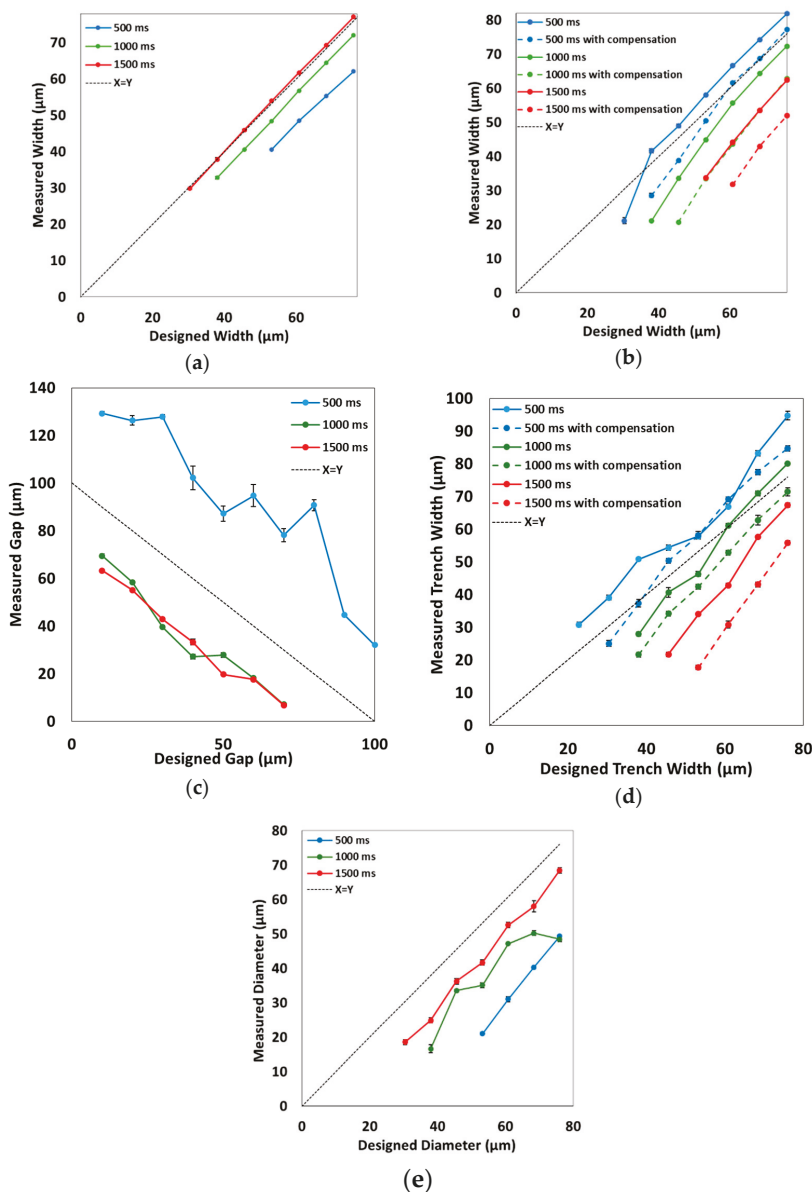 80
70
60
50
40
30
20
10
0
0
20
40
60
Measured Width (µm)
Designed Width (µm)
500 ms
1000 ms
1500 ms
X=Y
(a)
80
70
60
50
40
30
20
10
0
0
20
40
60
Measured Width (µm)
Designed Width (µm)
500 ms
500 ms with compensation
1000 ms
1000 ms with compensation
1500 ms
1500 ms with compensation
X=Y
(b)
140
120
100
80
60
40
20
0
0
50
100
Measured Gap (µm)
Designed Gap (µm)
500 ms
1000 ms
1500 ms
X=Y
(c)
100
90
80
70
60
50
40
30
20
10
0
0
20
40
60
80
Measured Trench Width (µm)
Designed Trench Width (µm)
500 ms
500 ms with compensation
1000 ms
1000 ms with compensation
1500 ms
1500 ms with compensation
X=Y
(d)
80
70
60
50
40
30
20
10
0
0
20
40
60
80
Measured Diameter (µm)
Designed Diameter (µm)
500 ms
1000 ms
1500 ms
X=Y
(e)